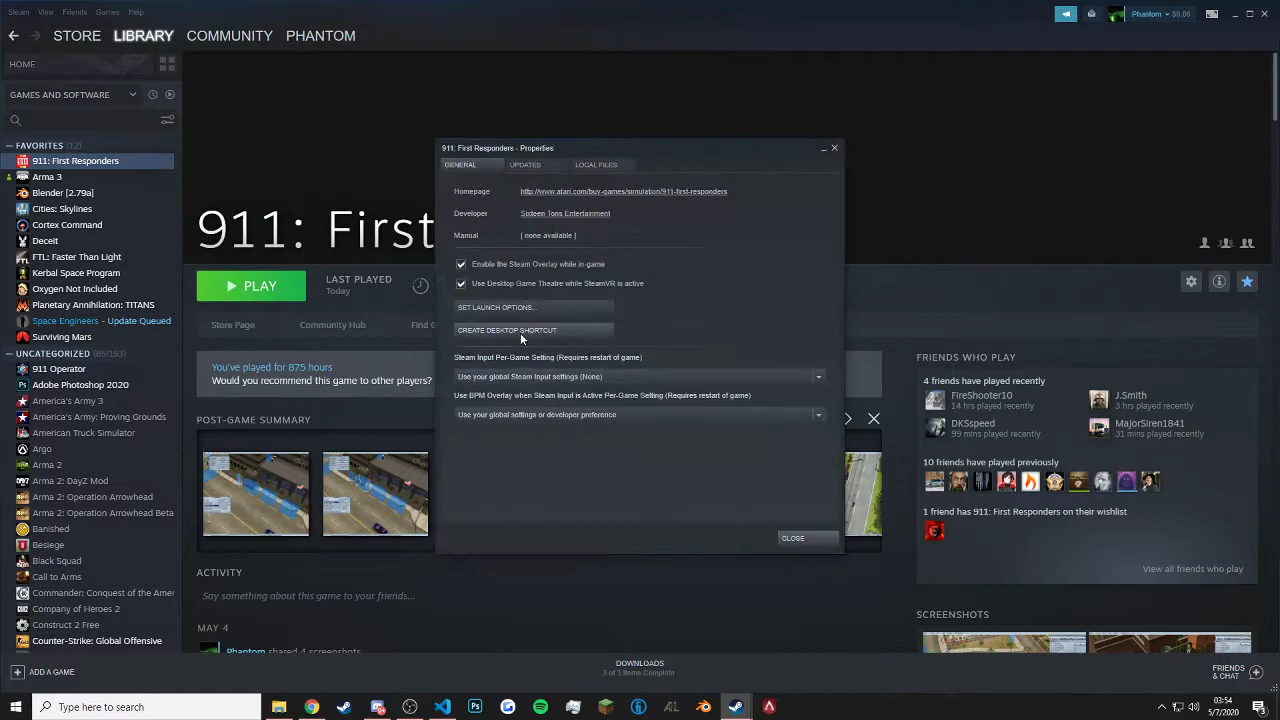 Steam View Friends Games Help
Phantom $0.86
STORE LIBRARY COMMUNITY PHANTOM
HOME
GAMES AND SOFTWARE
FAVORITES (12)
911: First Responders
Arma 3
Blender [2.79a]
Cities: Skylines
Cortex Command
Deceit
FTL: Faster Than Light
Kerbal Space Program
Oxygen Not Included
Planetary Annihilation: TITANS
Space Engineers - Update Queued
Surviving Mars
UNCATEGORIZED (85/193)
911 Operator
Adobe Photoshop 2020
America's Army 3
America's Army: Proving Grounds
American Truck Simulator
Argo
Arma 2
Arma 2: DayZ Mod
Arma 2: Operation Arrowhead
Arma 2: Operation Arrowhead Beta
Banished
Besiege
Black Squad
Call to Arms
Commander: Conquest of the Amer
Company of Heroes 2
Construct 2 Free
Counter-Strike: Global Offensive
ADD A GAME
911: First
PLAY
LAST PLAYED
Today
Store Page Community Hub Find G
You've played for 875 hours
Would you recommend this game to other players?
POST-GAME SUMMARY
ACTIVITY
Say something about this game to your friends...
MAY 4
Phantom shared 4 screenshots
911: First Responders - Properties
GENERAL UPDATES LOCAL FILES
Homepage http://www.atari.com/buy-games/simulation/911-first-responders
Developer Sixteen Tons Entertainment
Manual [ none available ]
Enable the Steam Overlay while in-game
Use Desktop Game Theatre while SteamVR is active
SET LAUNCH OPTIONS...
CREATE DESKTOP SHORTCUT
Steam Input Per-Game Setting (Requires restart of game)
Use your global Steam Input settings (None)
Use BPM Overlay when Steam Input is Active Per-Game Setting (Requires restart of game)
Use your global settings or developer preference
CLOSE
FRIENDS WHO PLAY
4 friends have played recently
FireShooter10
14 hrs played recently
J.Smith
3 hrs played recently
DKSspeed
99 mins played recently
MajorSiren1841
31 mins played recently
10 friends have played previously
1 friend has 911: First Responders on their wishlist
View all friends who play
SCREENSHOTS
DOWNLOADS
3 of 3 Items Complete
FRIENDS
& CHAT
Type here to search
03:54
5/7/2020